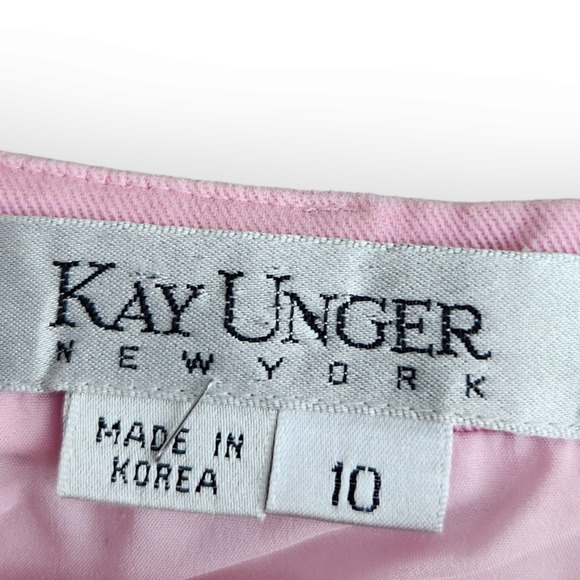 KAY UNGER
NEW YORK
MADE IN
KOREA
10